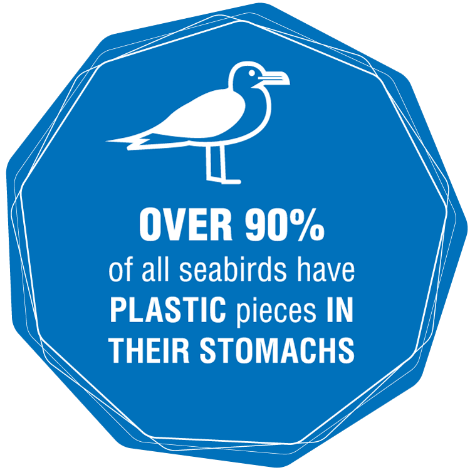 OVER 90%
of all seabirds have
PLASTIC pieces IN
THEIR STOMACHS